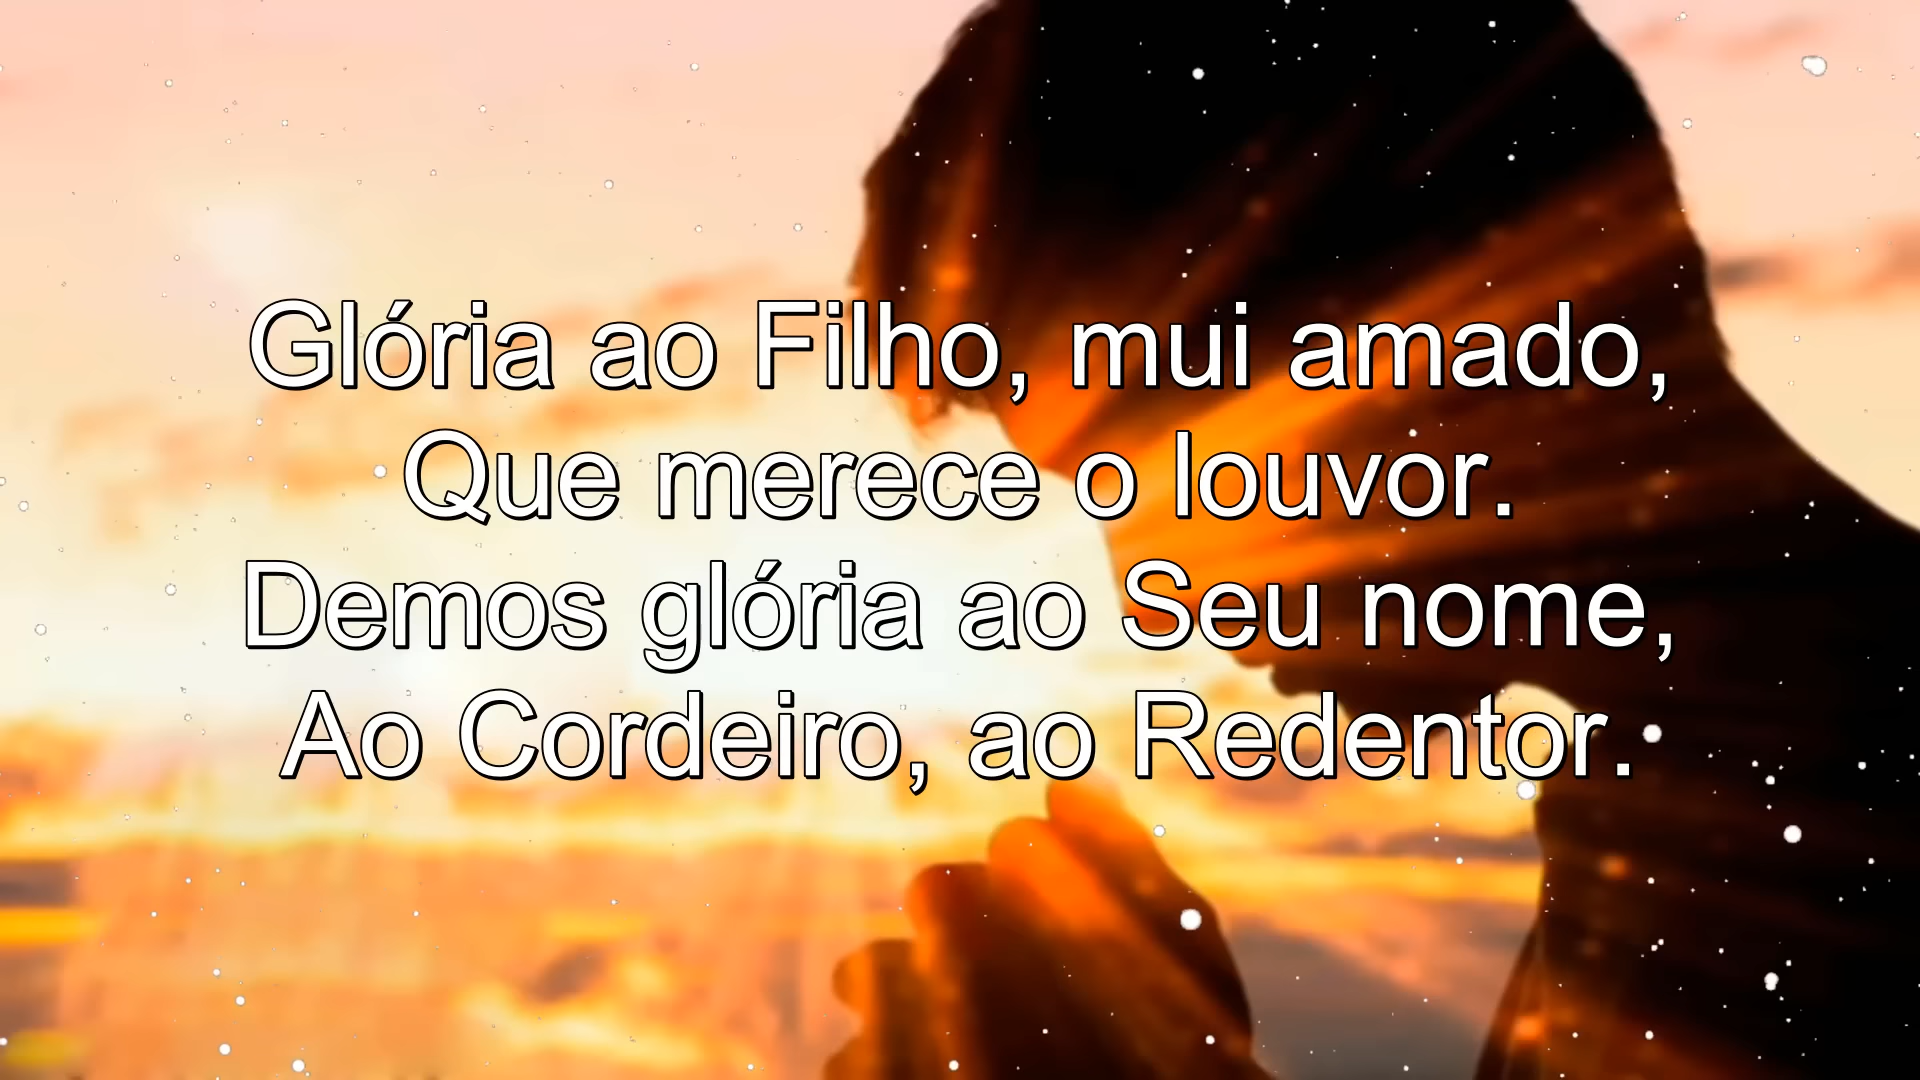 Glória ao Filho, mui amado,
Que merece o louvor.
Demos glória ao Seu nome,
Ao Cordeiro, ao Redentor.